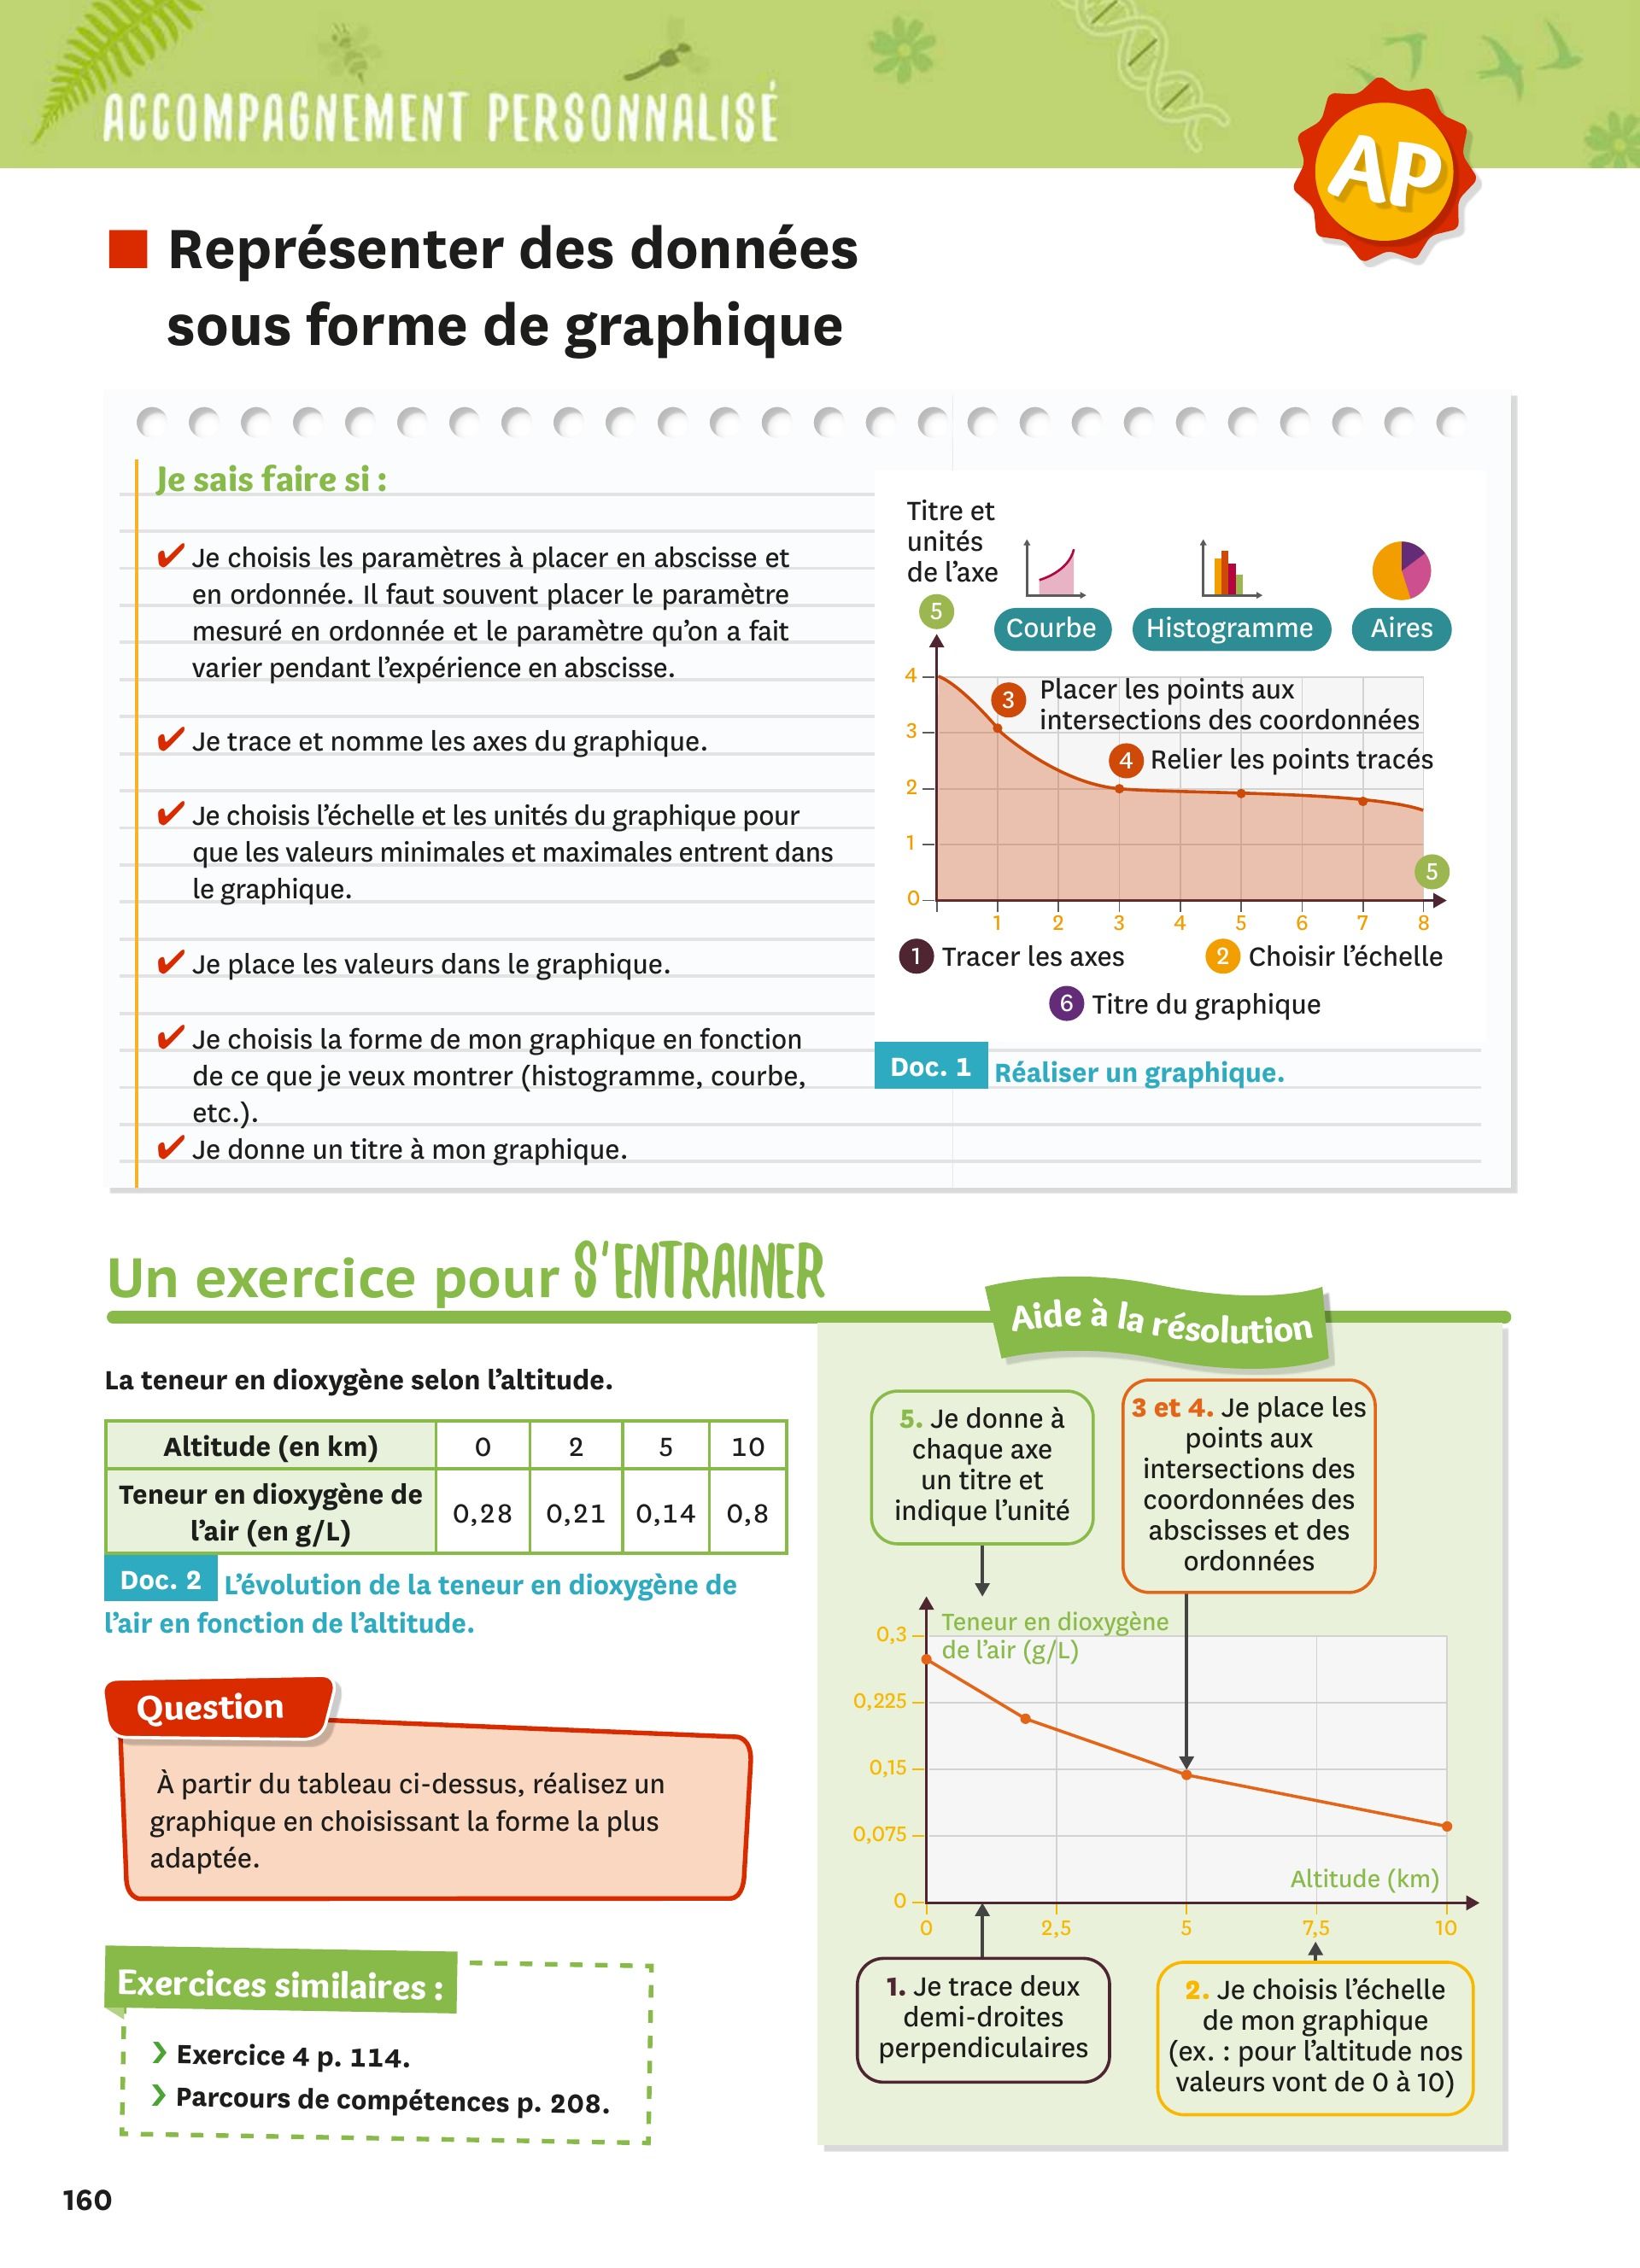 ACCOMPAGNEMENT PERSONNALISÉ
AP
Représenter des données
sous forme de graphique
Je sais faire si :
✔ Je choisis les paramètres à placer en abscisse et
en ordonnée. Il faut souvent placer le paramètre
mesuré en ordonnée et le paramètre qu’on a fait
varier pendant l’expérience en abscisse.
✔ Je trace et nomme les axes du graphique.
✔ Je choisis l’échelle et les unités du graphique pour
que les valeurs minimales et maximales entrent dans
le graphique.
✔ Je place les valeurs dans le graphique.
✔ Je choisis la forme de mon graphique en fonction
de ce que je veux montrer (histogramme, courbe,
etc.).
✔ Je donne un titre à mon graphique.
Titre et
unités
de l’axe
5
Courbe Histogramme Aires
4
3 Placer les points aux
intersections des coordonnées
3
4 Relier les points tracés
2
1
5
0
1 2 3 4 5 6 7 8
1 Tracer les axes 2 Choisir l’échelle
6 Titre du graphique
Doc. 1 Réaliser un graphique.
Un exercice pour S’ENTRAINER
La teneur en dioxygène selon l’altitude.
Altitude (en km) 0 2 5 10
Teneur en dioxygène de
l’air (en g/L) 0,28 0,21 0,14 0,8
Doc. 2 L’évolution de la teneur en dioxygène de
l’air en fonction de l’altitude.
Question
À partir du tableau ci-dessus, réalisez un
graphique en choisissant la forme la plus
adaptée.
Exercices similaires :
❯ Exercice 4 p. 114.
❯ Parcours de compétences p. 208.
Aide à la résolution
5. Je donne à
chaque axe
un titre et
indique l’unité
3 et 4. Je place les
points aux
intersections des
coordonnées des
abscisses et des
ordonnées
Teneur en dioxygène
de l’air (g/L)
0,3
0,225
0,15
0,075
0
Altitude (km)
0 2,5 5 7,5 10
1. Je trace deux
demi-droites
perpendiculaires
2. Je choisis l’échelle
de mon graphique
(ex. : pour l’altitude nos
valeurs vont de 0 à 10)
160